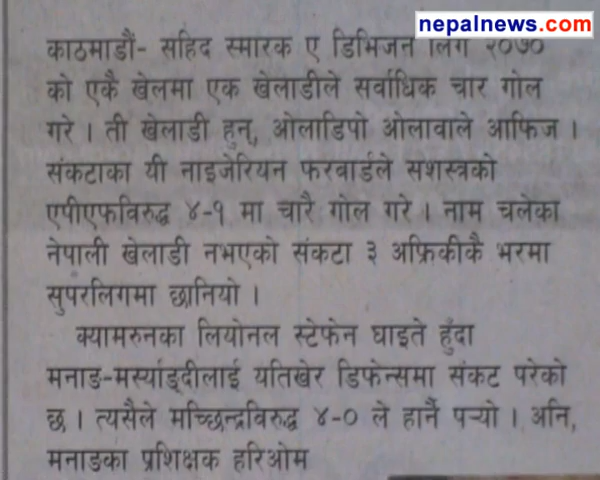 nepalnews.com
काठमाडौं- सहिद स्मारक ए डिभिजन लिग २०७०
को एकै खेलमा एक खेलाडीले सर्वाधिक चार गोल
गरे । ती खेलाडी हुन्, ओलाडिपो ओलावाले आफिज ।
संकटाका यी नाइजेरियन फरवार्डले सशस्त्रको
एपीएफविरुद्ध ४-१ मा चारै गोल गरे । नाम चलेका
नेपाली खेलाडी नभएको संकटा ३ अफ्रिकीकै भरमा
सुपरलिगमा छानियो ।
क्यामरुनका लियोनल स्टेफेन घाइते हुँदा
मनाङ-मर्स्याङ्दीलाई यतिखेर डिफेन्समा संकट परेको
छ । त्यसैले मच्छिन्द्रविरुद्ध ४-० ले हार्नै पर्‍यो । अनि,
मनाङका प्रशिक्षक हरिओम